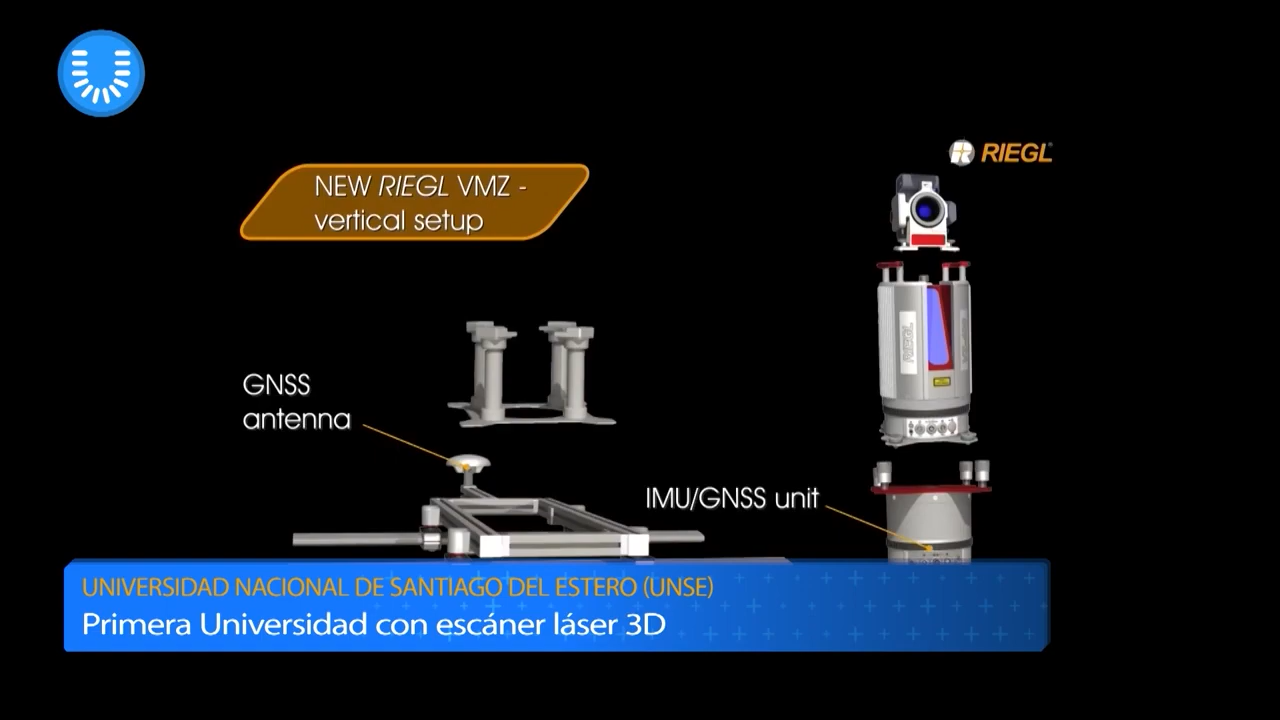 RIEGL
NEW RIEGL VMZ -
vertical setup
RIEGL
GNSS
antenna
IMU/GNSS unit
UNIVERSIDAD NACIONAL DE SANTIAGO DEL ESTERO (UNSE)
Primera Universidad con escáner láser 3D